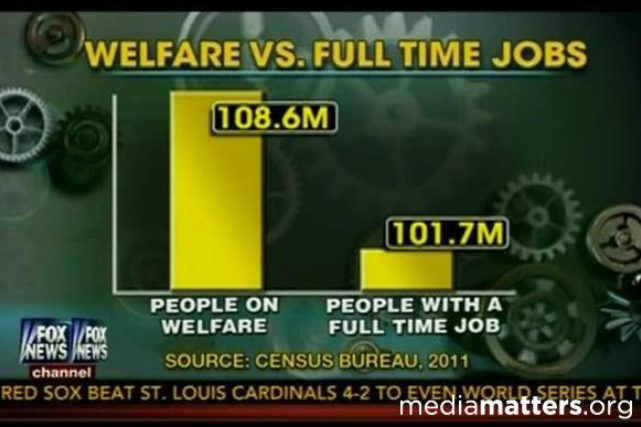 WELFARE VS. FULL TIME JOBS
108.6M
101.7M
PEOPLE ON
WELFARE
PEOPLE WITH A
FULL TIME JOB
FOX
NEWS
channel
FOX
NEWS
SOURCE: CENSUS BUREAU, 2011
RED SOX BEAT ST. LOUIS CARDINALS 4-2 TO EVEN WORLD SERIES AT T
mediamatters.org